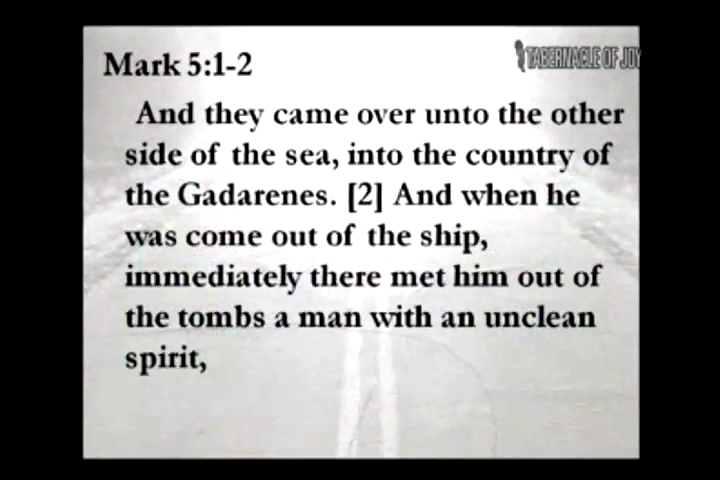 Mark 5:1-2
TABERNACLE OF JOY
And they came over unto the other
side of the sea, into the country of
the Gadarenes. [2] And when he
was come out of the ship,
immediately there met him out of
the tombs a man with an unclean
spirit,